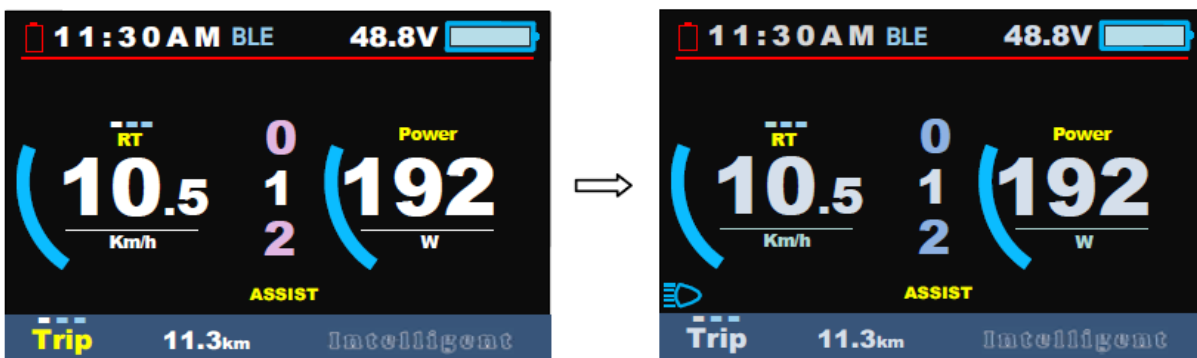 11:30AM BLE 48.8V
RT 0 Power
10.5 1 192
Km/h 2 W
ASSIST
Trip 11.3km Intelligent
11:30AM BLE 48.8V
RT 0 Power
10.5 1 192
Km/h 2 W
ASSIST
Trip 11.3km Intelligent